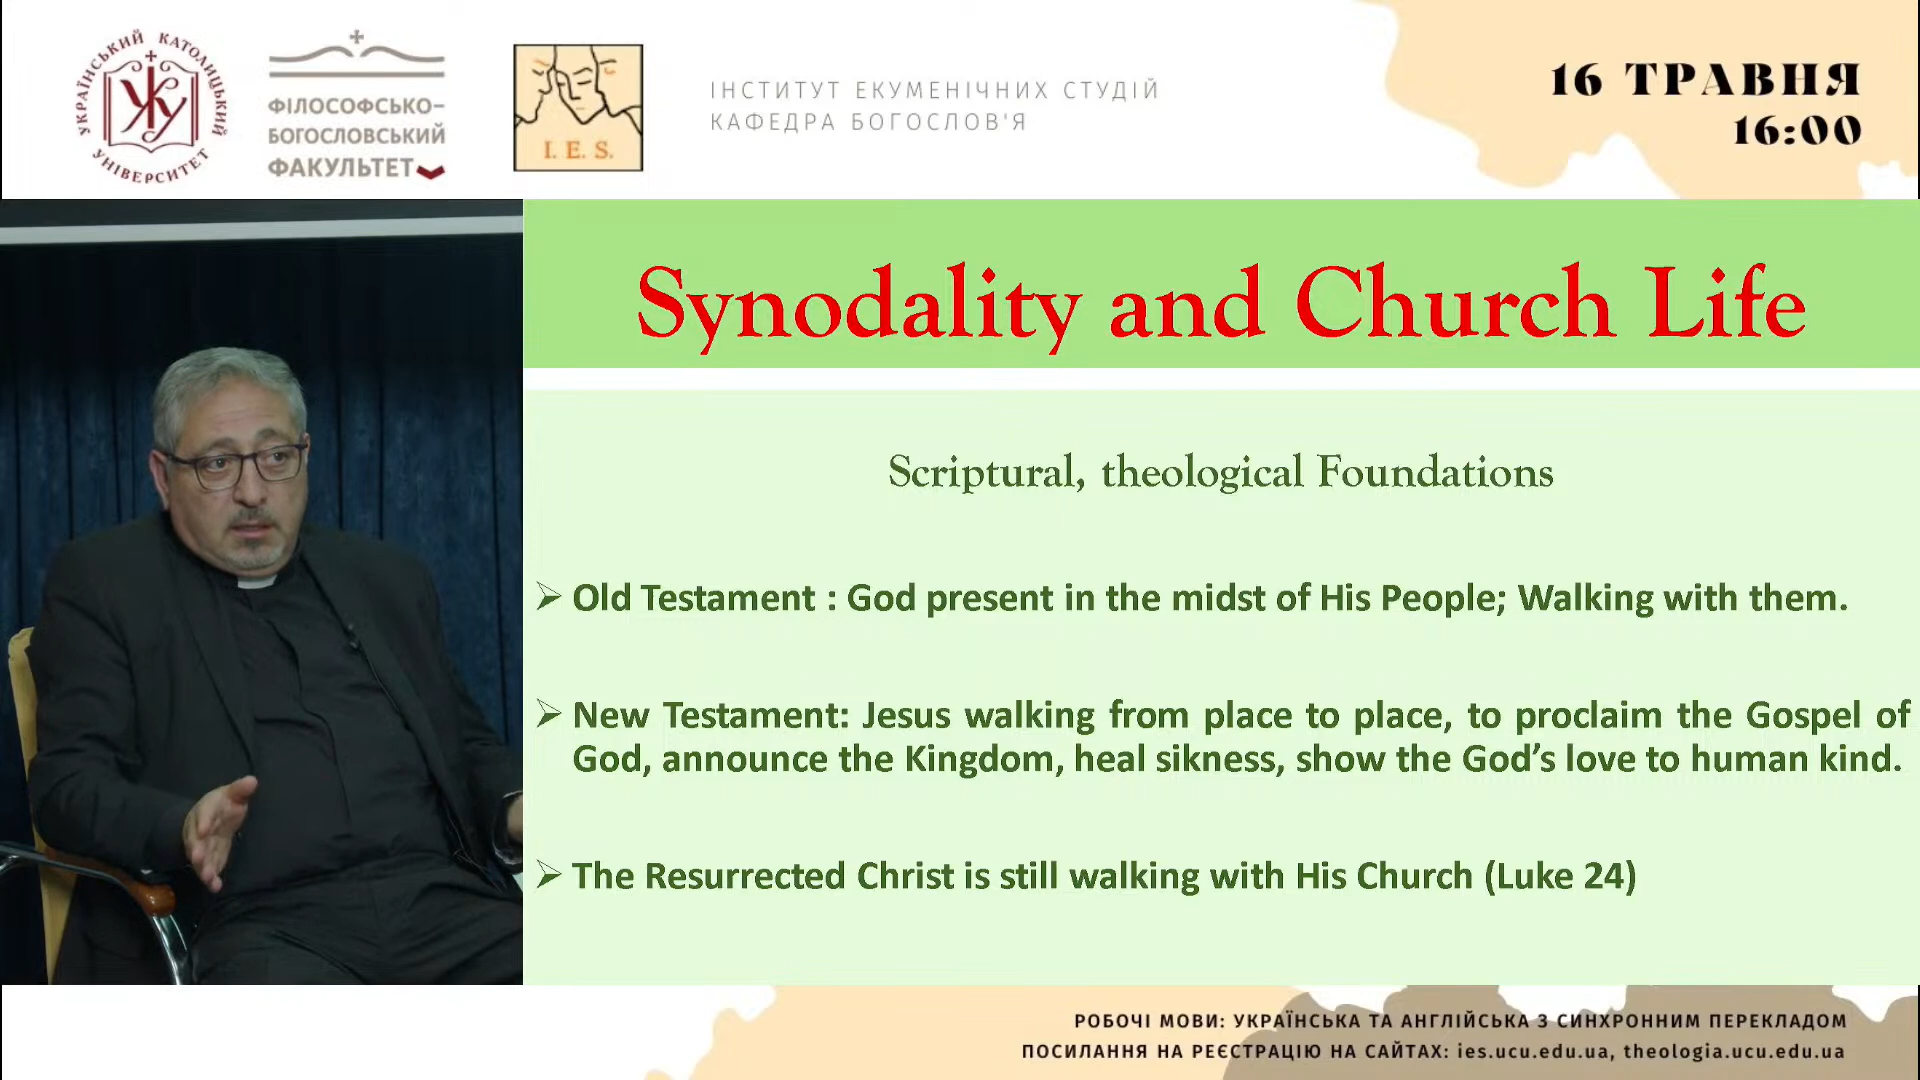 УКРАЇНСЬКИЙ КАТОЛИЦЬКИЙ УНІВЕРСИТЕТ
ФІЛОСОФСЬКО-
БОГОСЛОВСЬКИЙ
ФАКУЛЬТЕТ
I. E. S.
ІНСТИТУТ ЕКУМЕНІЧНИХ СТУДІЙ
КАФЕДРА БОГОСЛОВ'Я
16 ТРАВНЯ
16:00
Synodality and Church Life
Scriptural, theological Foundations
➢ Old Testament : God present in the midst of His People; Walking with them.
➢ New Testament: Jesus walking from place to place, to proclaim the Gospel of
God, announce the Kingdom, heal sikness, show the God’s love to human kind.
➢ The Resurrected Christ is still walking with His Church (Luke 24)
РОБОЧІ МОВИ: УКРАЇНСЬКА ТА АНГЛІЙСЬКА З СИНХРОННИМ ПЕРЕКЛАДОМ
ПОСИЛАННЯ НА РЕЄСТРАЦІЮ НА САЙТАХ: ies.ucu.edu.ua, theologia.ucu.edu.ua